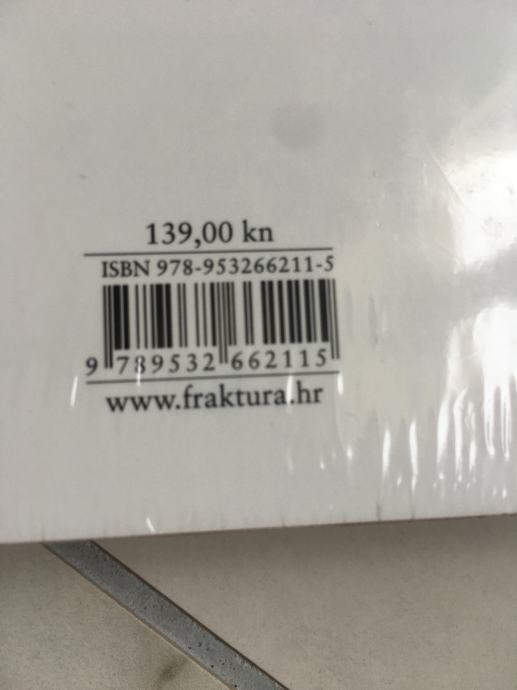 139,00 kn
ISBN 978-953266211-5
9 789532 662115
www.fraktura.hr